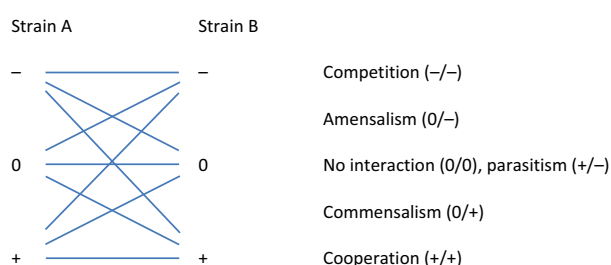 Strain A Strain B
– – Competition (–/–)
Amensalism (0/–)
0 0 No interaction (0/0), parasitism (+/–)
Commensalism (0/+)
+ + Cooperation (+/+)